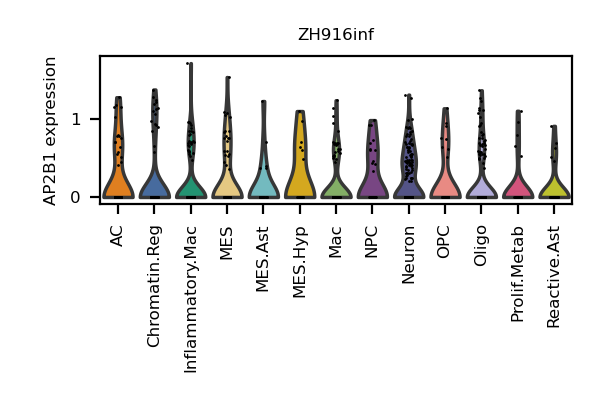 ZH916inf
AP2B1 expression
1
0
AC
Chromatin.Reg
Inflammatory.Mac
MES
MES.Ast
MES.Hyp
Mac
NPC
Neuron
OPC
Oligo
Prolif.Metab
Reactive.Ast